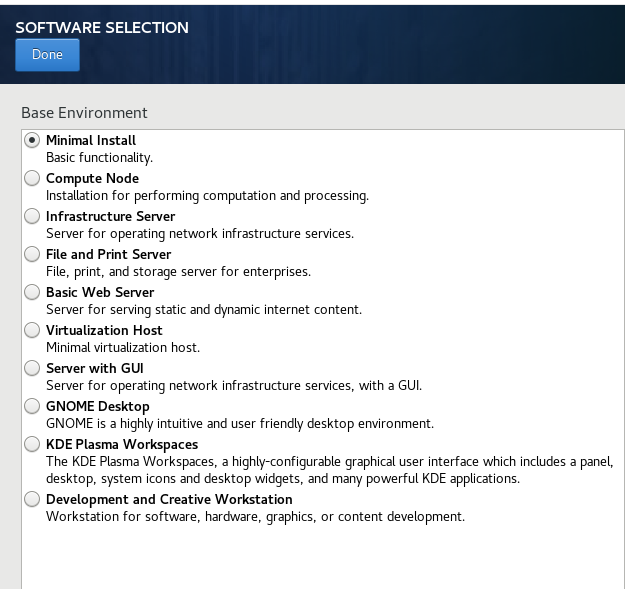 SOFTWARE SELECTION
Done
Base Environment
Minimal Install
Basic functionality.
Compute Node
Installation for performing computation and processing.
Infrastructure Server
Server for operating network infrastructure services.
File and Print Server
File, print, and storage server for enterprises.
Basic Web Server
Server for serving static and dynamic internet content.
Virtualization Host
Minimal virtualization host.
Server with GUI
Server for operating network infrastructure services, with a GUI.
GNOME Desktop
GNOME is a highly intuitive and user friendly desktop environment.
KDE Plasma Workspaces
The KDE Plasma Workspaces, a highly-configurable graphical user interface which includes a panel,
desktop, system icons and desktop widgets, and many powerful KDE applications.
Development and Creative Workstation
Workstation for software, hardware, graphics, or content development.